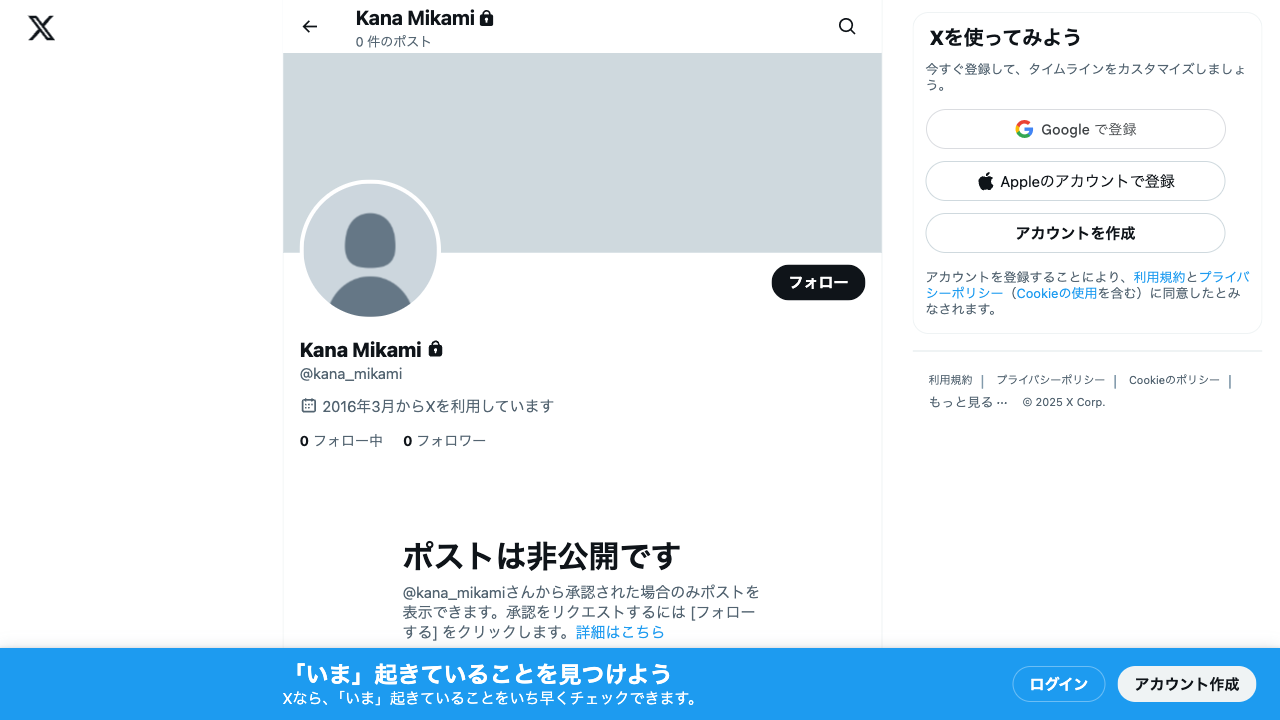 Kana Mikami
0 件のポスト
フォロー
Kana Mikami
@kana_mikami
2016年3月からXを利用しています
0 フォロー中 0 フォロワー
ポストは非公開です
@kana_mikamiさんから承認された場合のみポストを
表示できます。承認をリクエストするには [フォロー
する] をクリックします。詳細はこちら
Xを使ってみよう
今すぐ登録して、タイムラインをカスタマイズしましょ
う。
Google で登録
Appleのアカウントで登録
アカウントを作成
アカウントを登録することにより、利用規約とプライバ
シーポリシー（Cookieの使用を含む）に同意したとみ
なされます。
利用規約 | プライバシーポリシー | Cookieのポリシー |
もっと見る ··· © 2025 X Corp.
「いま」起きていることを見つけよう
Xなら、「いま」起きていることをいち早くチェックできます。
ログイン
アカウント作成